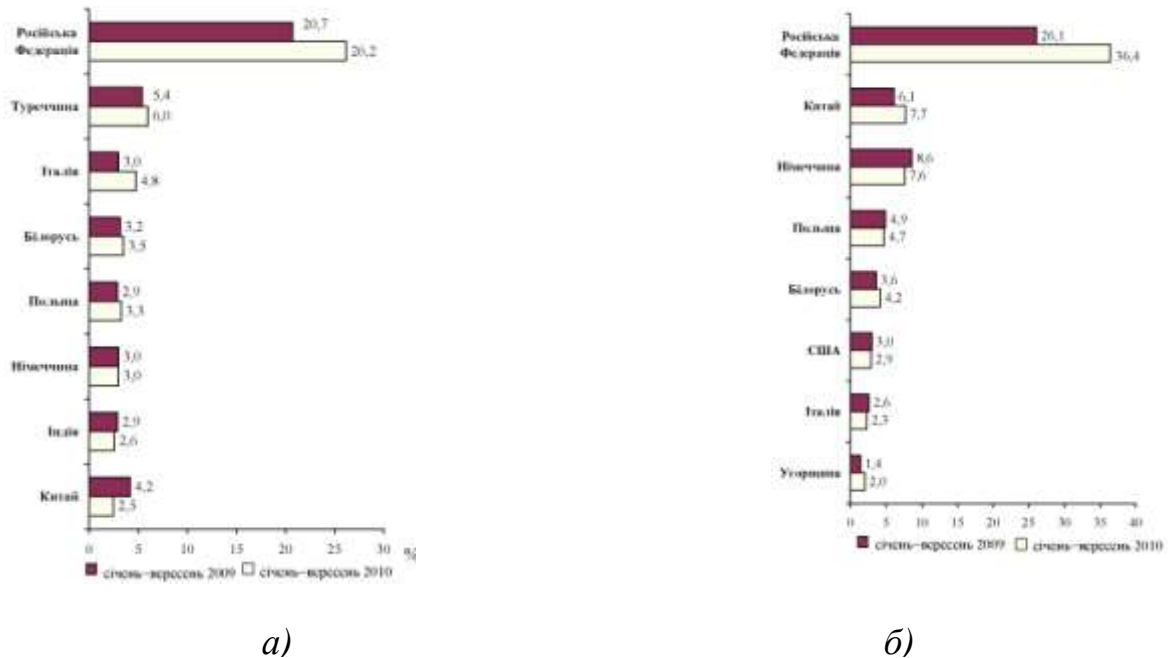 Російська
Федерація
20,7
26,2
Туреччина
5,4
6,0
Італія
3,0
4,8
Білорусь
3,2
3,5
Польща
2,9
3,3
Німеччина
3,0
3,0
Індія
2,9
2,6
Китай
4,2
2,5
0 5 10 15 20 25 30 %
січень–вересень 2009 січень–вересень 2010
а)
Російська
Федерація
26,1
36,4
Китай
6,1
7,7
Німеччина
8,6
7,6
Польща
4,9
4,7
Білорусь
3,6
4,2
США
3,0
2,9
Італія
2,6
2,3
Угорщина
1,4
2,0
0 5 10 15 20 25 30 35 40
січень–вересень 2009 січень–вересень 2010
б)